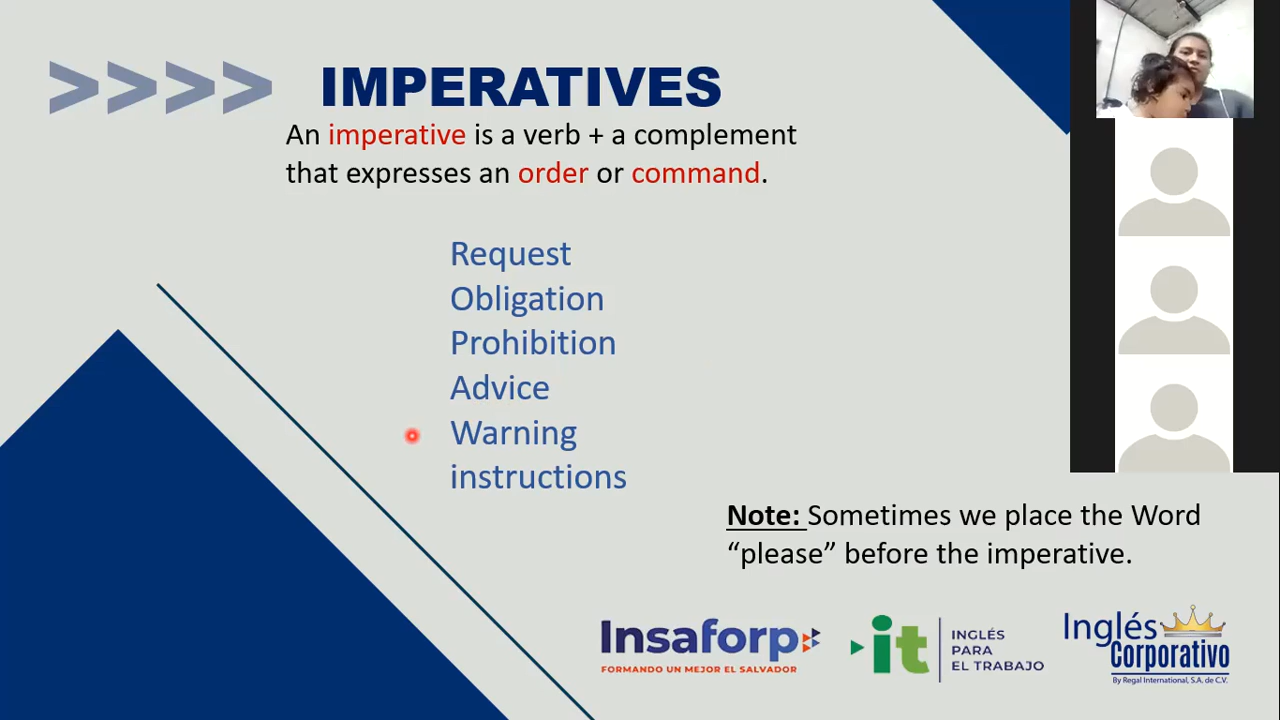 >>>> IMPERATIVES
An imperative is a verb + a complement
that expresses an order or command.
Request
Obligation
Prohibition
Advice
Warning
instructions
Note: Sometimes we place the Word
“please” before the imperative.
Insaforp
FORMANDO UN MEJOR EL SALVADOR
it
INGLÉS
PARA
EL TRABAJO
Inglés
Corporativo
By Regal International, S.A. de C.V.